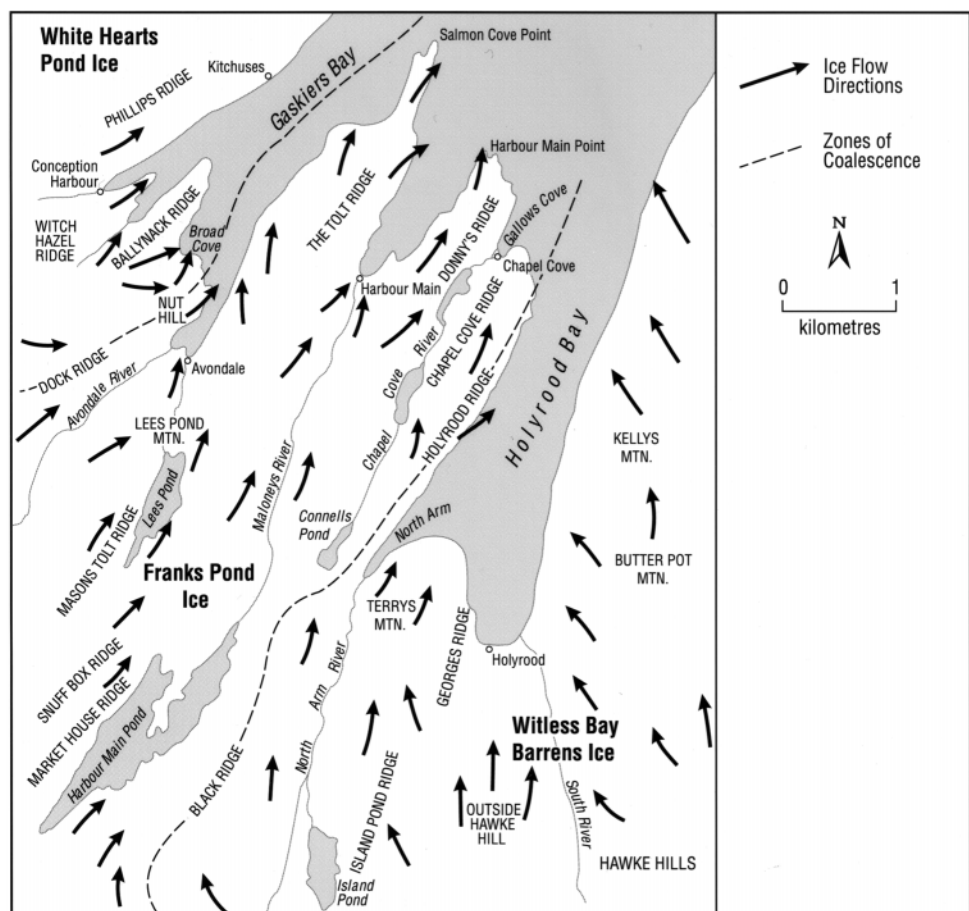 White Hearts
Pond Ice
Kitchuses
PHILLIPS RDIGE
Gaskiers Bay
Salmon Cove Point
Conception
Harbour
WITCH
HAZEL
RIDGE
BALLYNACK RIDGE
Broad
Cove
THE TOLT RIDGE
Harbour Main Point
DONNY'S RIDGE
Gallows Cove
Chapel Cove
NUT
HILL
Harbour Main
DOCK RIDGE
Avondale River
Avondale
Chapel Cove River
CHAPEL COVE RIDGE
HOLYROOD RIDGE
Holyrood Bay
LEES POND
MTN.
KELLYS
MTN.
Lees Pond
Maloneys River
MASONS TOLT RIDGE
Connells
Pond
North Arm
BUTTER POT
MTN.
Franks Pond
Ice
TERRYS
MTN.
GEORGES RIDGE
Holyrood
SNUFF BOX RIDGE
MARKET HOUSE RIDGE
Harbour Main Pond
North Arm River
BLACK RIDGE
Witless Bay
Barrens Ice
ISLAND POND RIDGE
OUTSIDE
HAWKE
HILL
South River
HAWKE HILLS
Island
Pond
Ice Flow
Directions
Zones of
Coalescence
N
0 1
kilometres